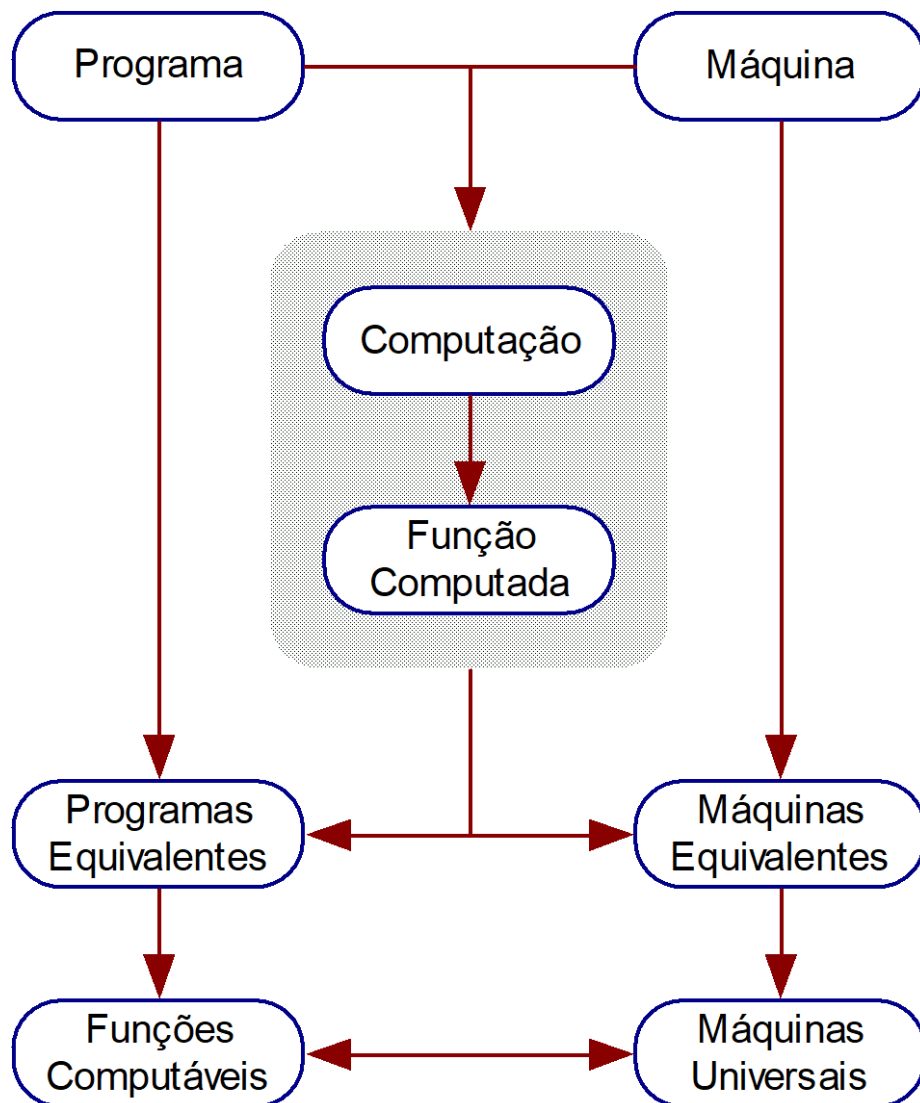 Programa
Máquina
Computação
Função
Computada
Programas
Equivalentes
Máquinas
Equivalentes
Funções
Computáveis
Máquinas
Universais